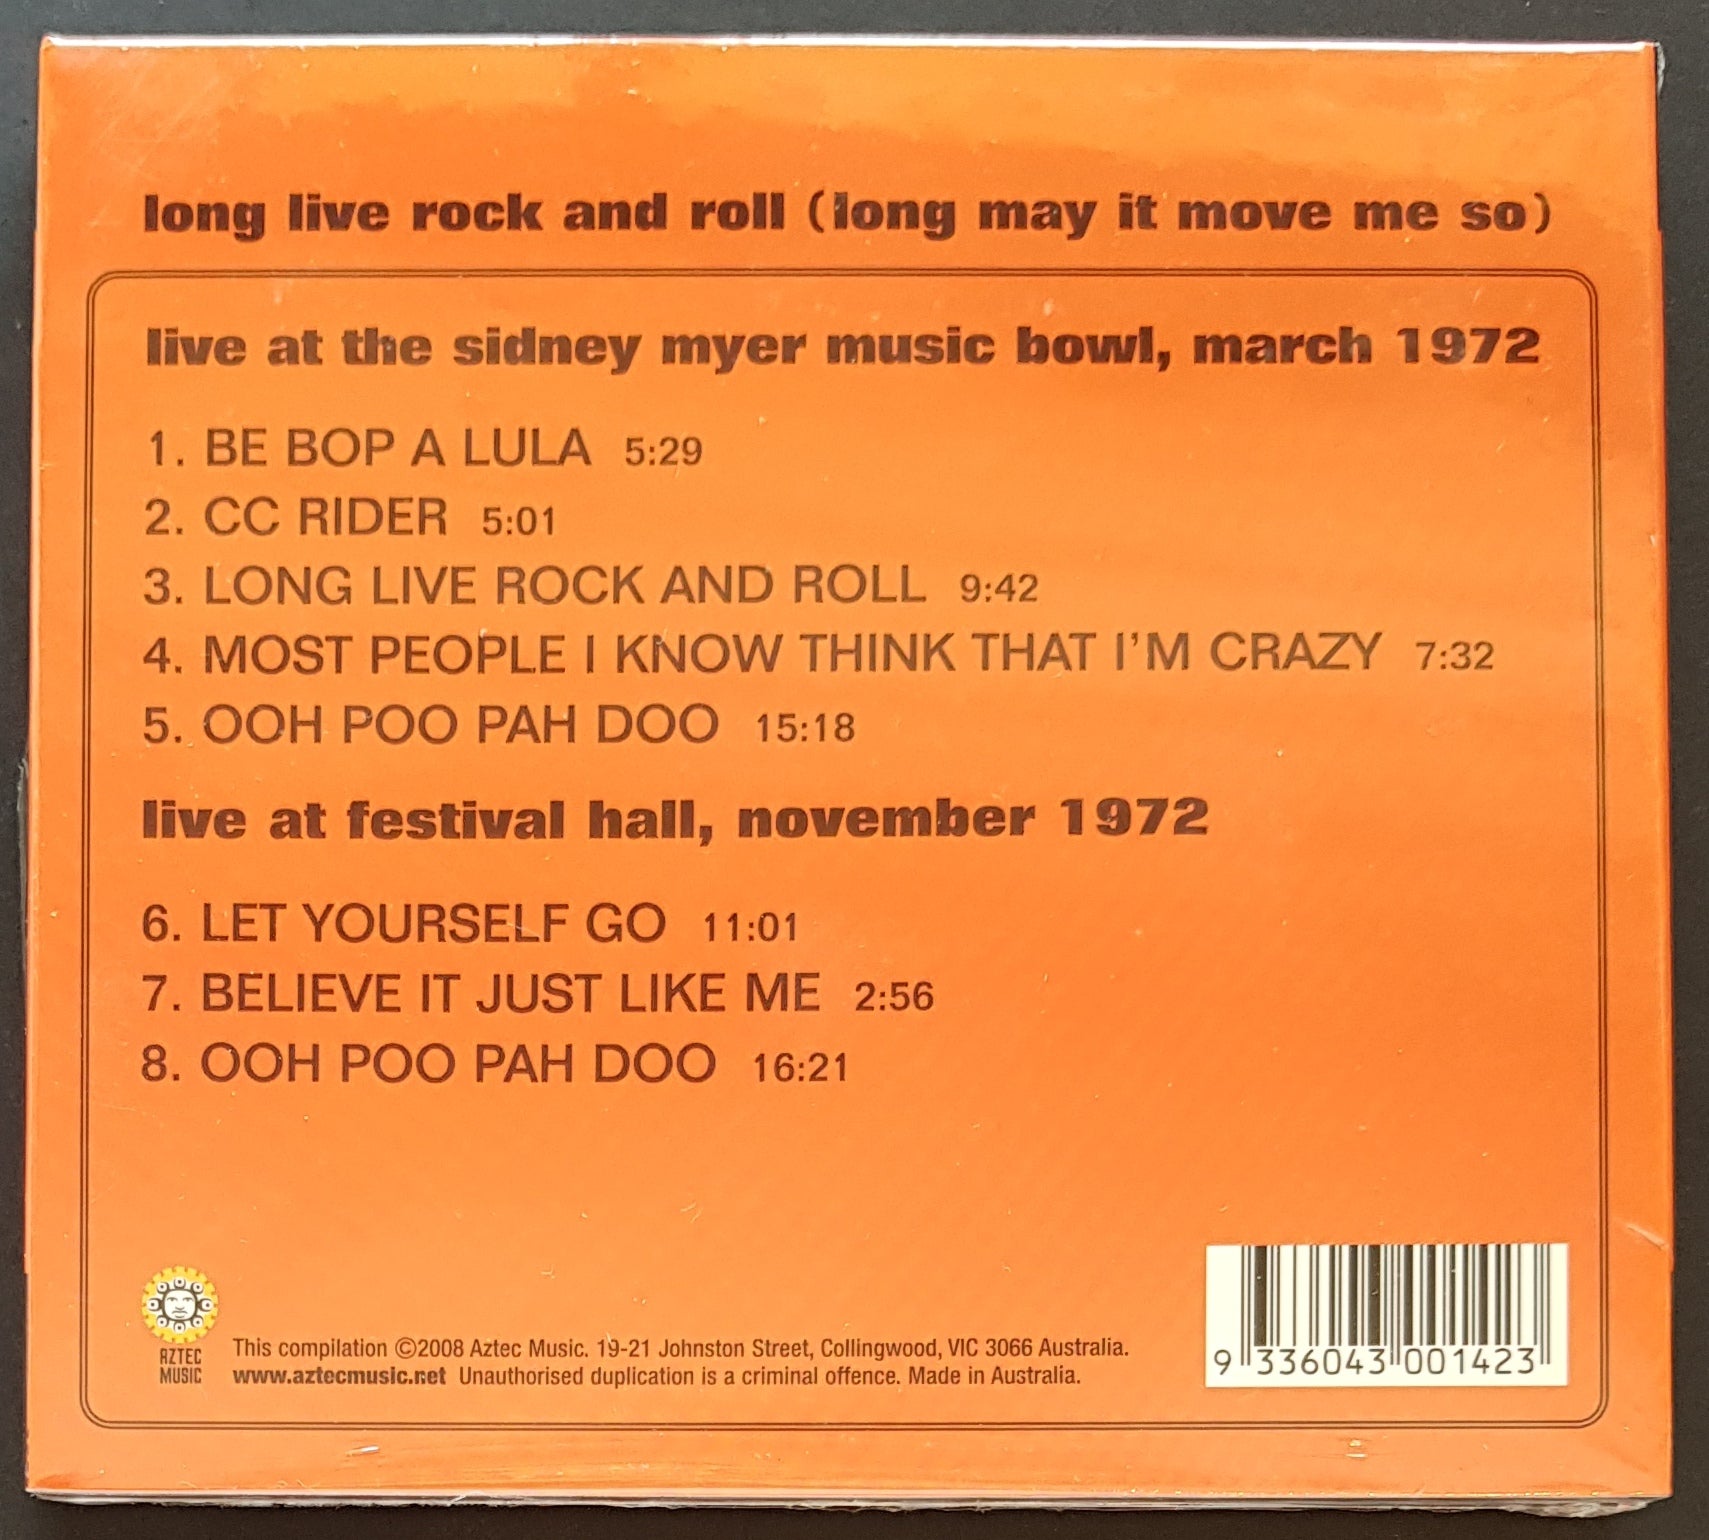 long live rock and roll (long may it move me so)
live at the sidney myer music bowl, march 1972
1. BE BOP A LULA 5:29
2. CC RIDER 5:01
3. LONG LIVE ROCK AND ROLL 9:42
4. MOST PEOPLE I KNOW THINK THAT I'M CRAZY 7:32
5. OOH POO PAH DOO 15:18
live at festival hall, november 1972
6. LET YOURSELF GO 11:01
7. BELIEVE IT JUST LIKE ME 2:56
8. OOH POO PAH DOO 16:21
AZTEC
MUSIC
This compilation ©2008 Aztec Music. 19-21 Johnston Street, Collingwood, VIC 3066 Australia.
www.aztecmusic.net Unauthorised duplication is a criminal offence. Made in Australia.
9 336043 001423